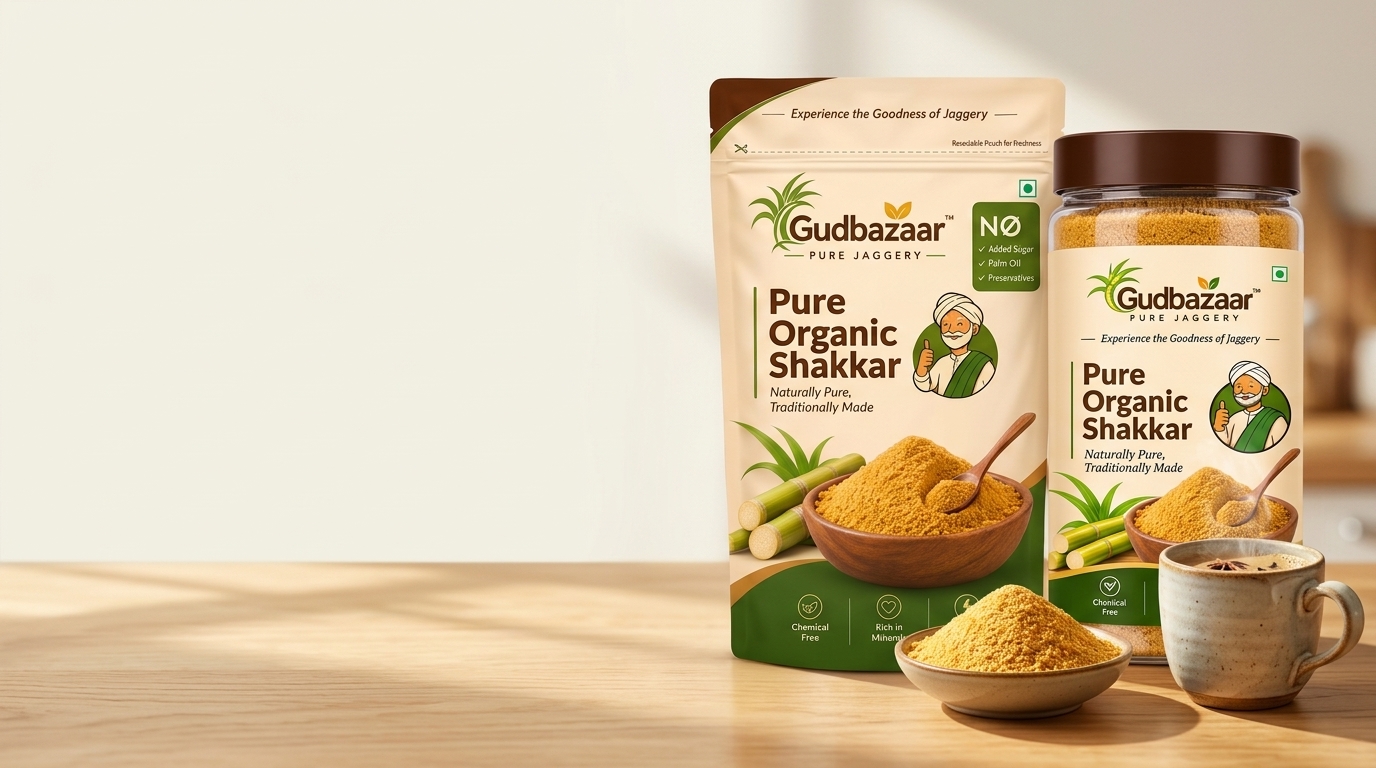 Experience the Goodness of Jaggery
Resealable Pouch for Freshness
Gudbazaar™
PURE JAGGERY
NØ
Added Sugar
Palm Oil
Preservatives
Pure
Organic
Shakkar
Naturally Pure,
Traditionally Made
Chemical
Free
Rich in
Gudbazaar™
PURE JAGGERY
Experience the Goodness of Jaggery
Pure
Organic
Shakkar
Naturally Pure,
Traditionally Made
Free